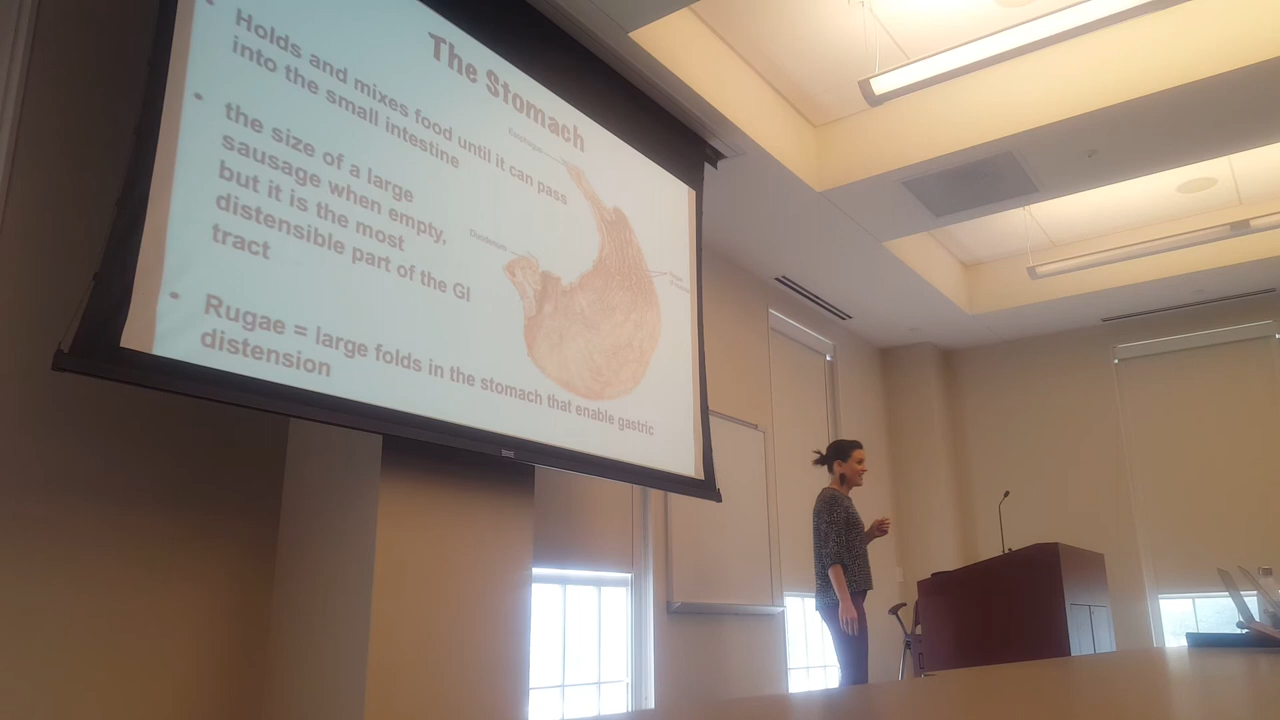 The Stomach
• Holds and mixes food until it can pass
into the small intestine
Esophagus
• the size of a large
sausage when empty,
but it is the most
distensible part of the GI
tract
Duodenum
• Rugae = large folds in the stomach that enable gastric
distension